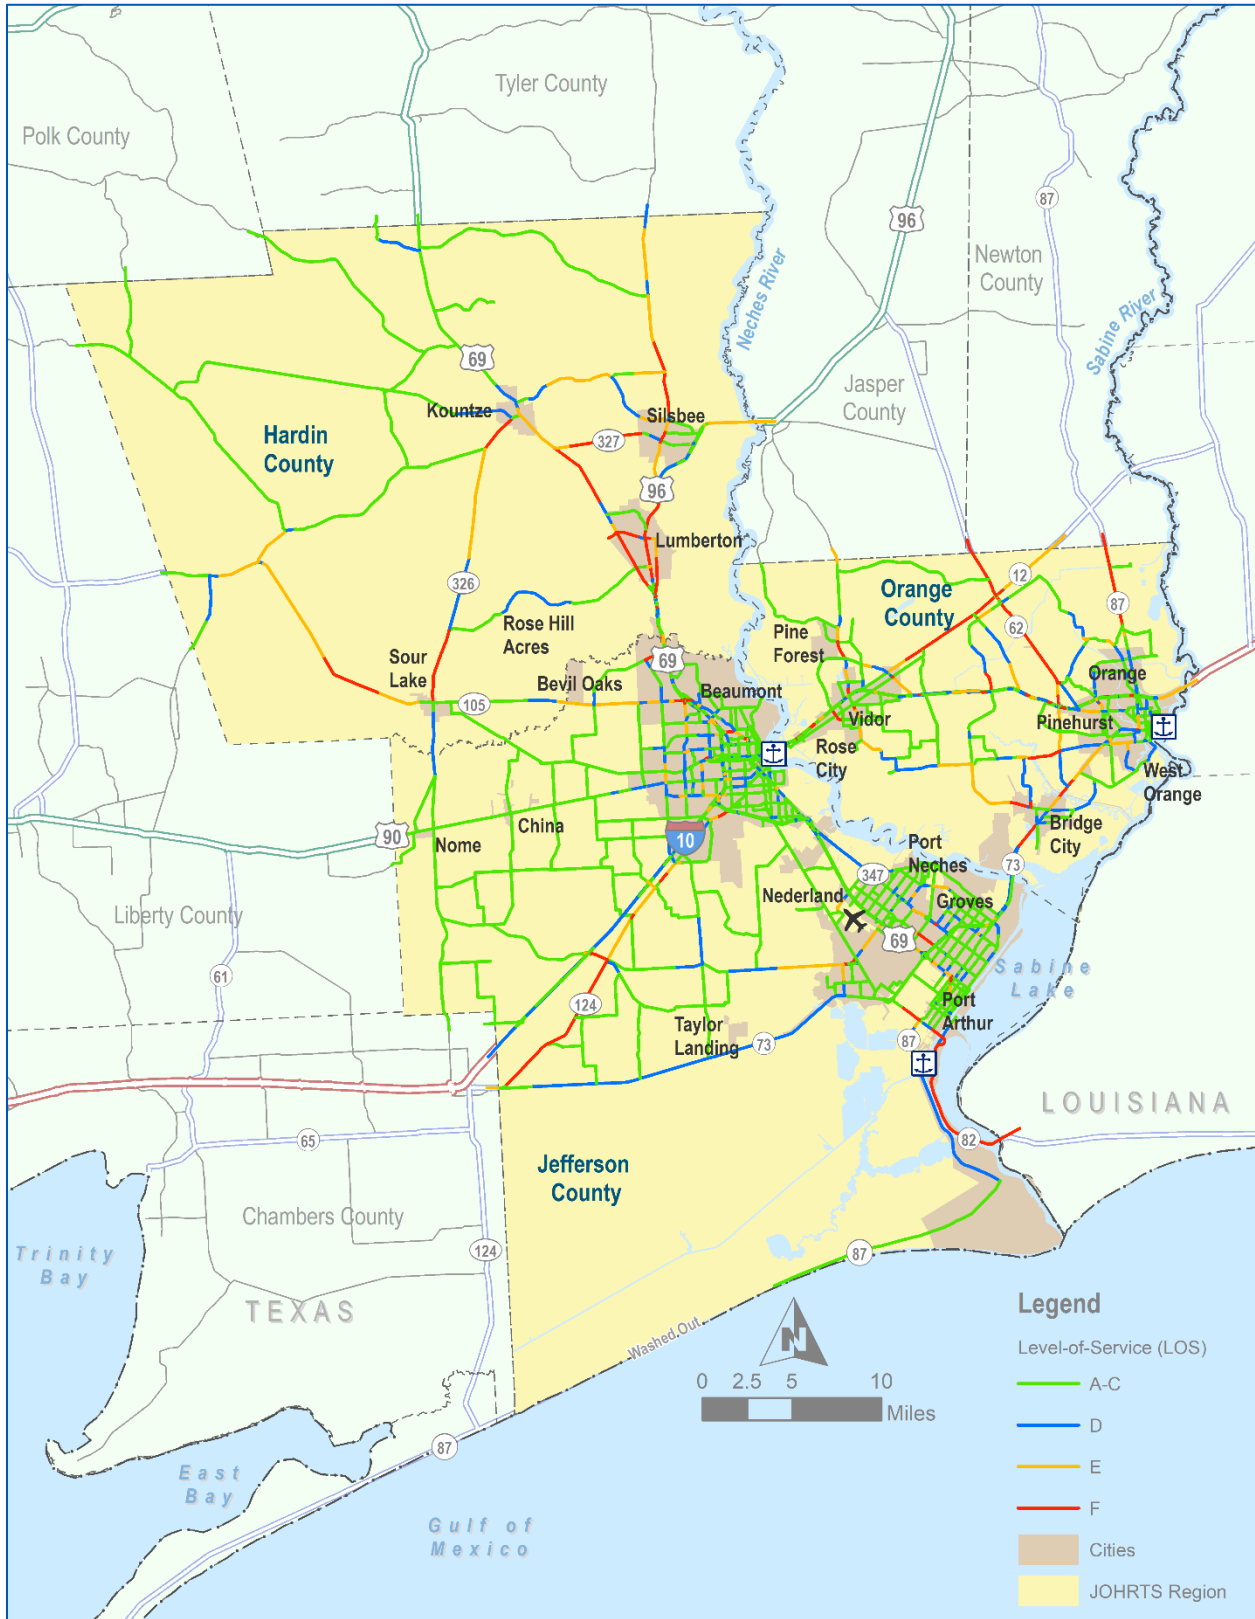 Tyler County
Polk County
87
96
Newton
County
Neches River
Sabine River
69
Jasper
County
Kountze
Silsbee
Hardin
County
327
96
Lumberton
12
326
Orange
County
87
62
Rose Hill
Acres
Pine
Forest
Sour
Lake
69
Orange
Bevil Oaks
Beaumont
105
Vidor
Pinehurst
Rose
City
West
Orange
China
90
Nome
10
Bridge
City
Port
Neches
73
347
Nederland
Groves
Liberty County
69
61
Sabine
Lake
124
Port
Arthur
Taylor
Landing
73
87
LOUISIANA
65
82
Jefferson
County
Chambers County
124
Trinity
Bay
87
TEXAS
Washed Out
N
0 2.5 5 10
Miles
Legend
Level-of-Service (LOS)
A-C
D
E
F
Cities
JOHRTS Region
87
East
Bay
Gulf of
Mexico